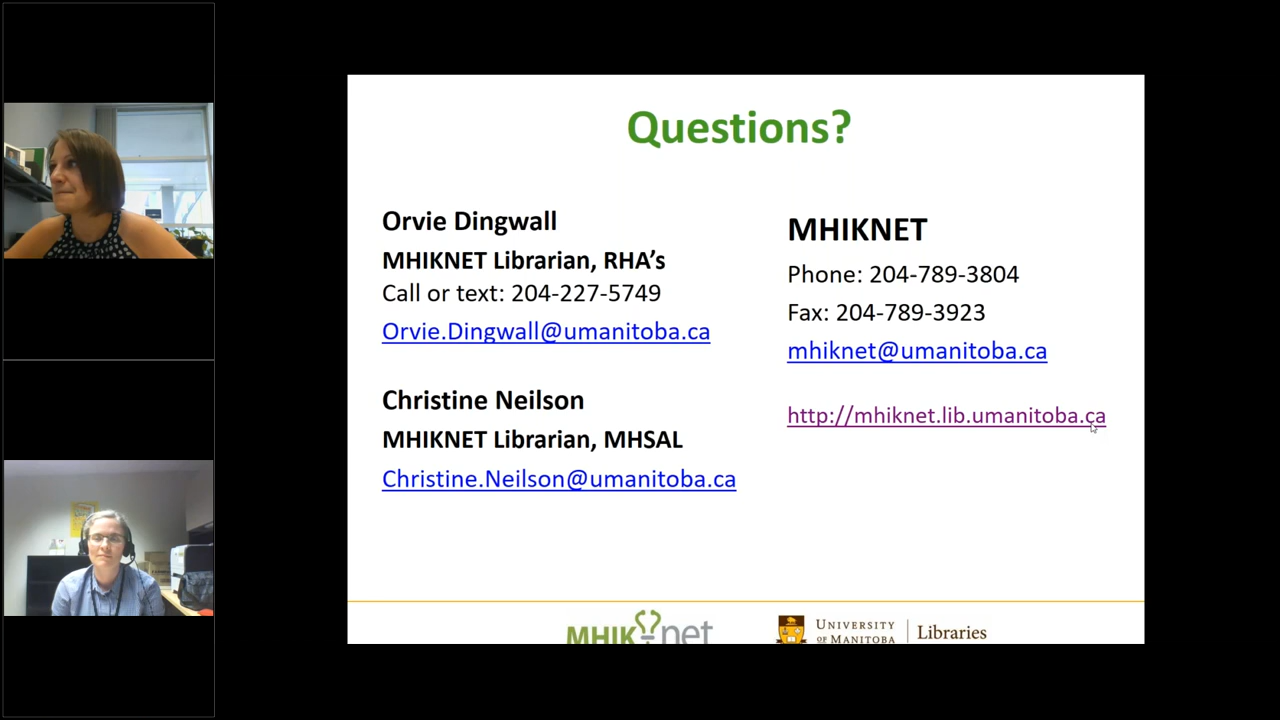 Questions?
Orvie Dingwall
MHIKNET Librarian, RHA’s
Call or text: 204-227-5749
Orvie.Dingwall@umanitoba.ca
Christine Neilson
MHIKNET Librarian, MHSAL
Christine.Neilson@umanitoba.ca
MHIKNET
Phone: 204-789-3804
Fax: 204-789-3923
mhiknet@umanitoba.ca
http://mhiknet.lib.umanitoba.ca
MHIKnet
UNIVERSITY
OF MANITOBA
Libraries